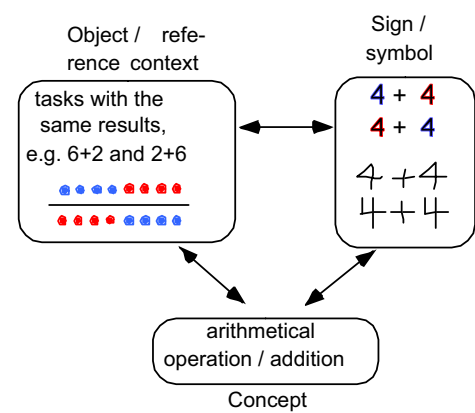 Object / refe-
rence context
tasks with the
same results,
e.g. 6+2 and 2+6
Sign /
symbol
4 + 4
4 + 4
4 + 4
4 + 4
arithmetical
operation / addition
Concept